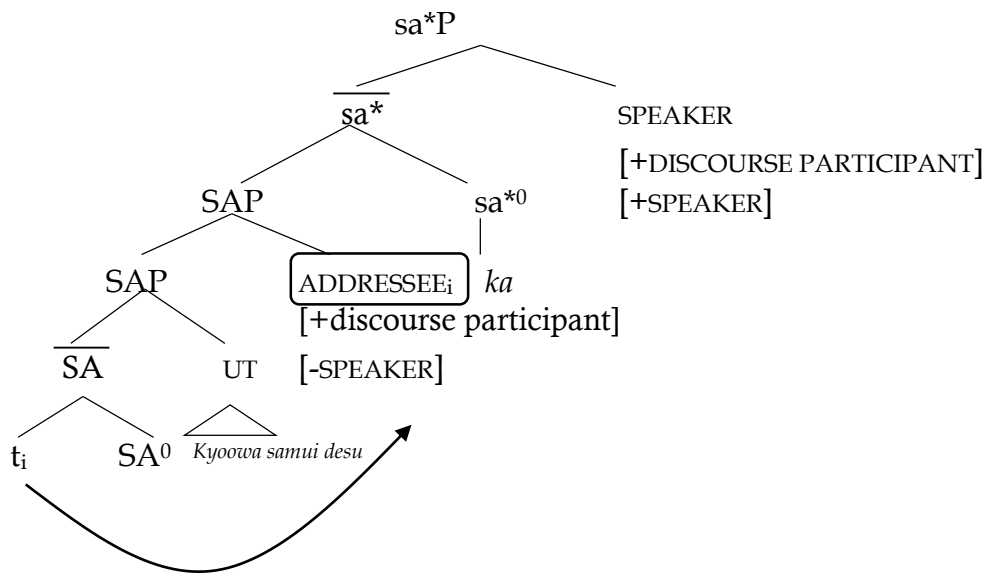 sa*P
sa* SPEAKER
[+DISCOURSE PARTICIPANT]
SAP sa*⁰ [+SPEAKER]
SAP ADDRESSEEᵢ ka
[+discourse participant]
SA UT [-SPEAKER]
tᵢ SA⁰ Kyoowa samui desu